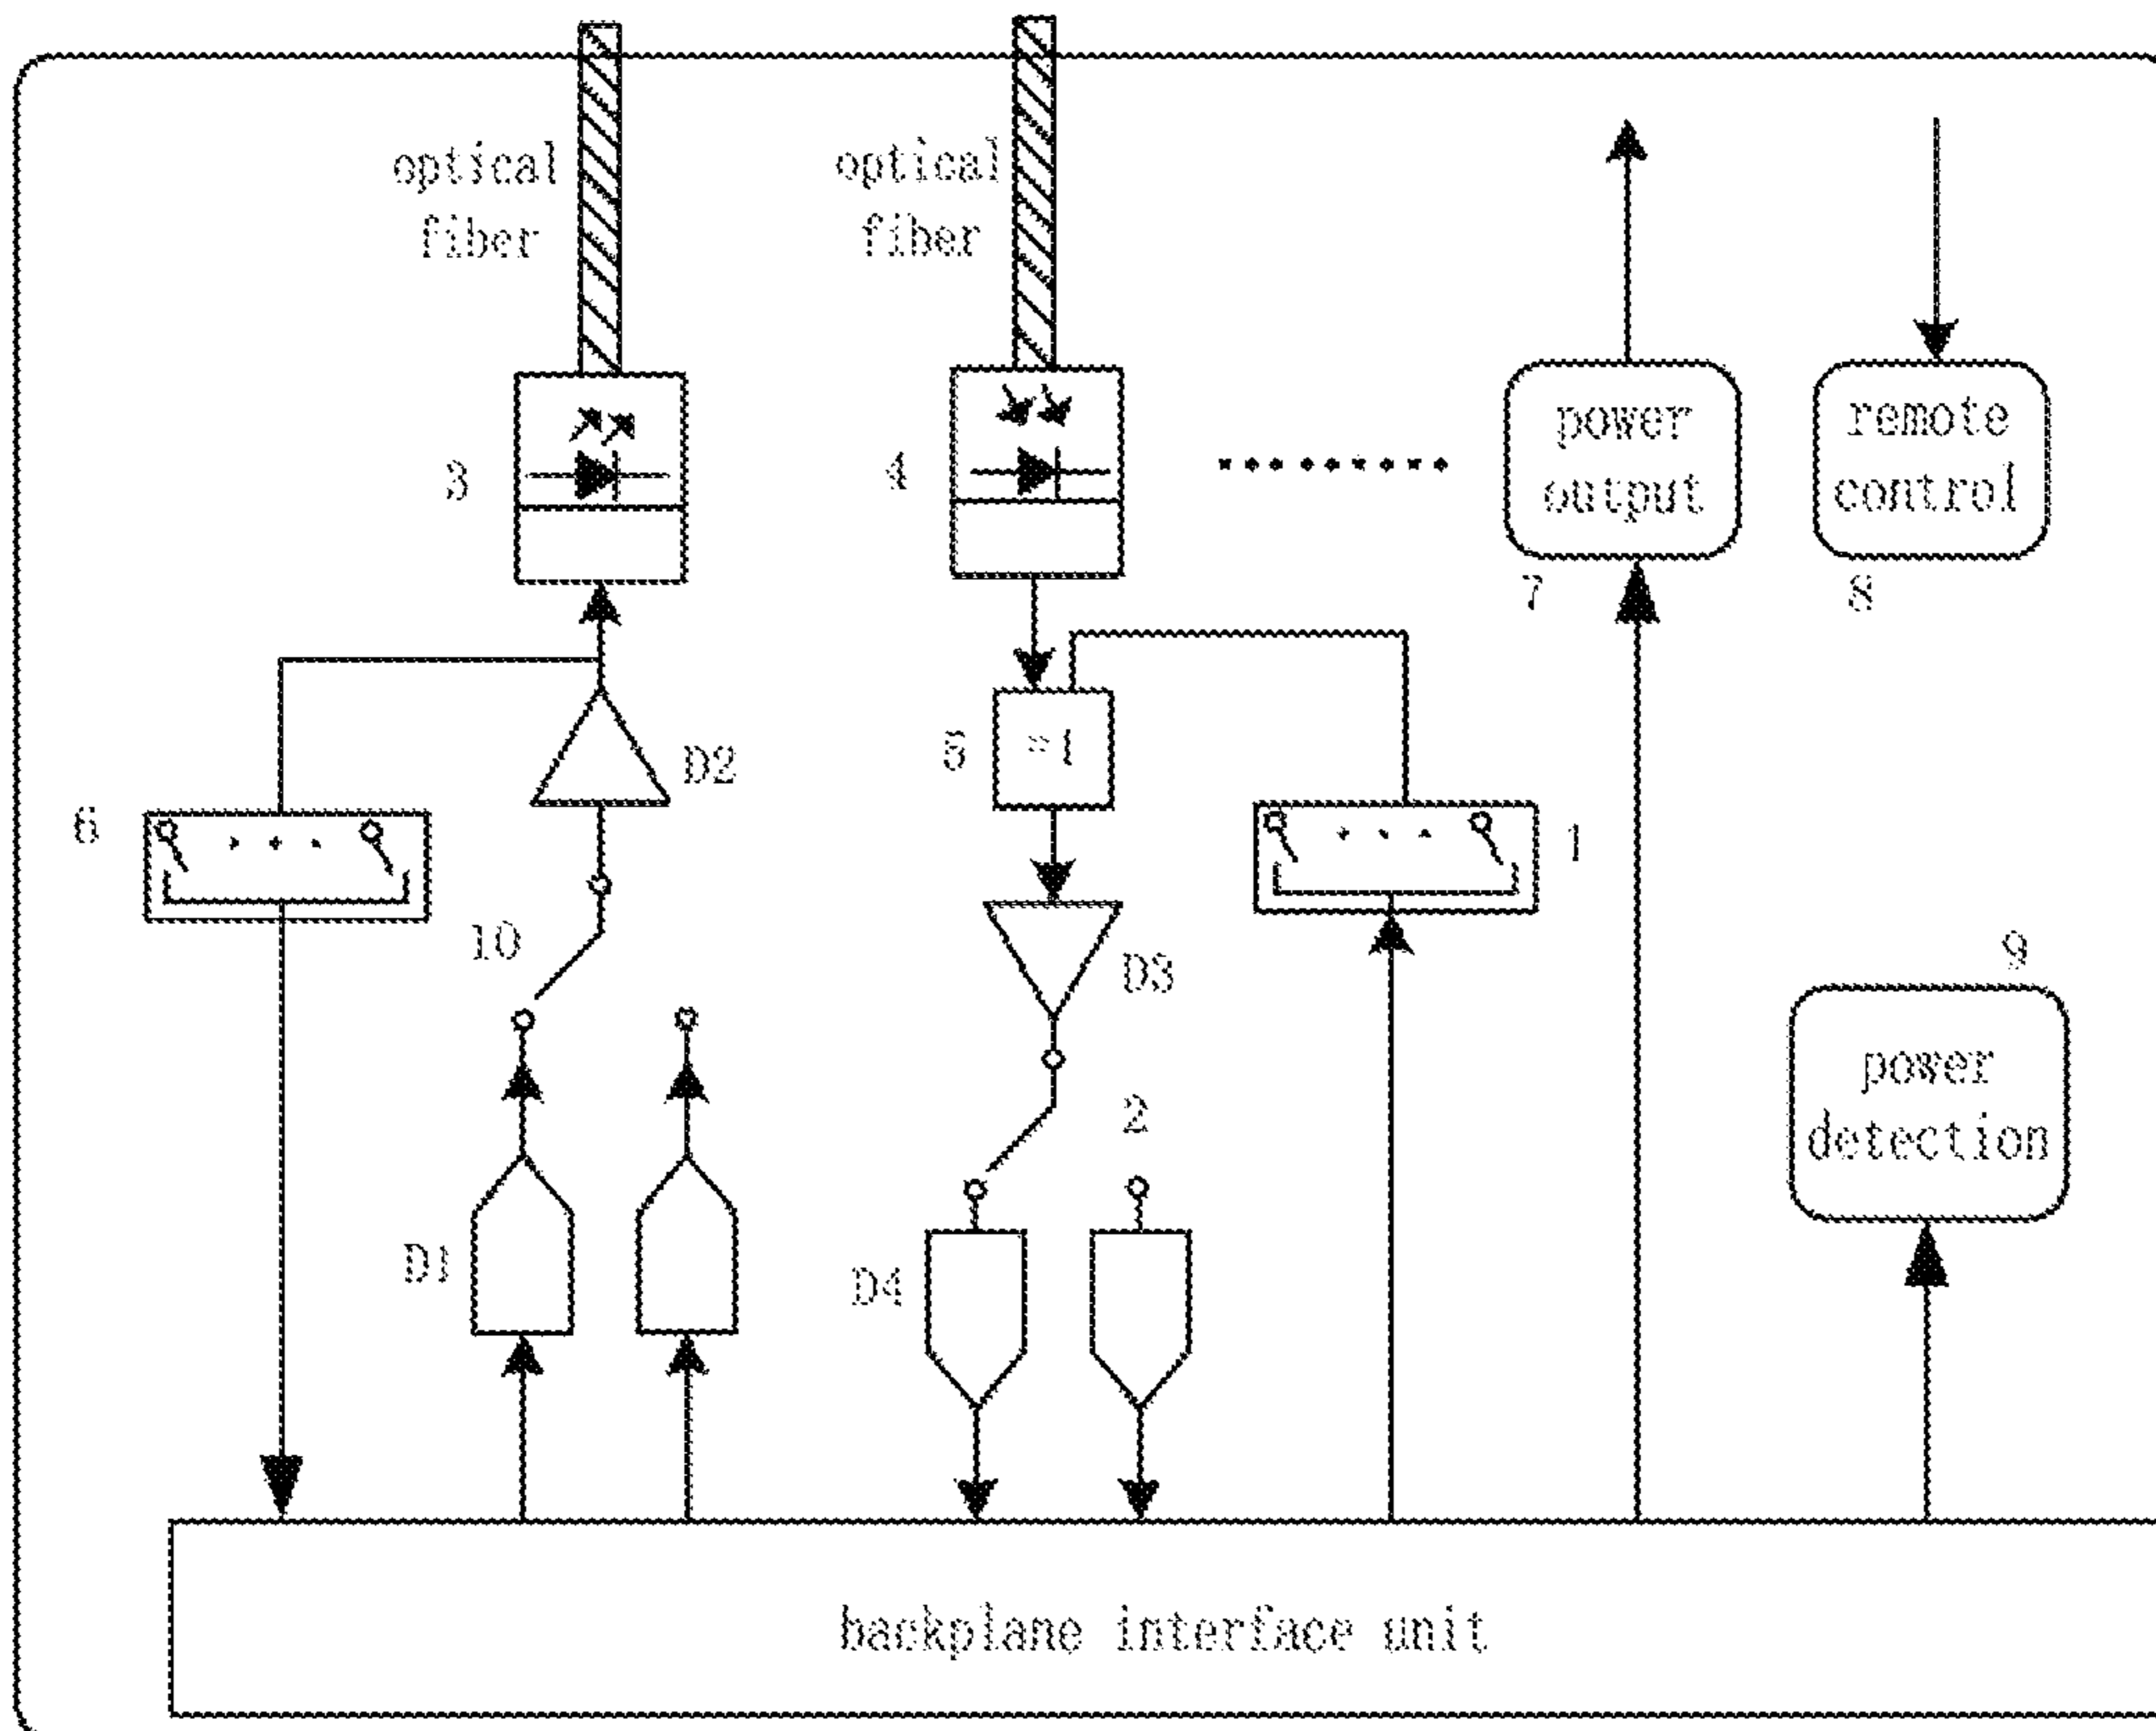 optical
fiber
optical
fiber
power
output
remote
control
3
4
7
8
D2
5
=1
6
1
10
D3
9
power
detection
2
D1
D4
backplane interface unit